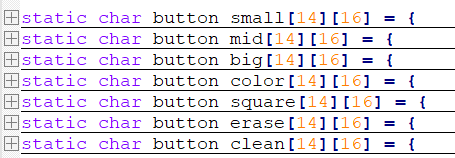 static char button small[14][16] = {
static char button mid[14][16] = {
static char button big[14][16] = {
static char button color[14][16] = {
static char button square[14][16] = {
static char button erase[14][16] = {
static char button clean[14][16] = {